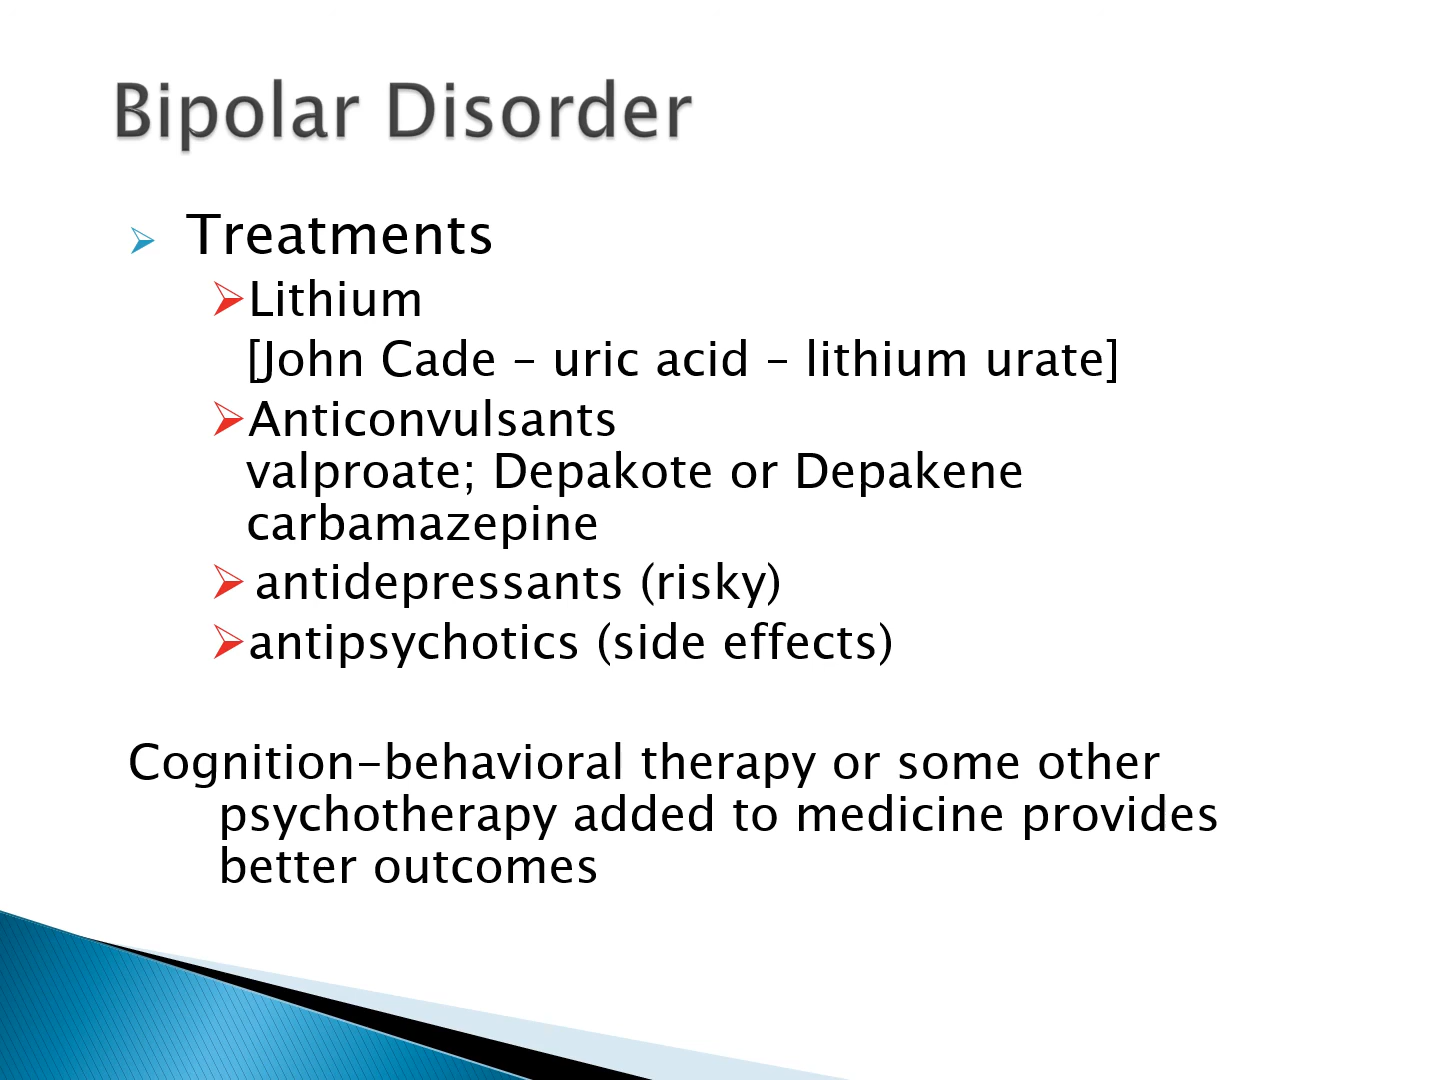 Bipolar Disorder
Treatments
Lithium
[John Cade – uric acid – lithium urate]
Anticonvulsants
valproate; Depakote or Depakene
carbamazepine
antidepressants (risky)
antipsychotics (side effects)
Cognition-behavioral therapy or some other
psychotherapy added to medicine provides
better outcomes